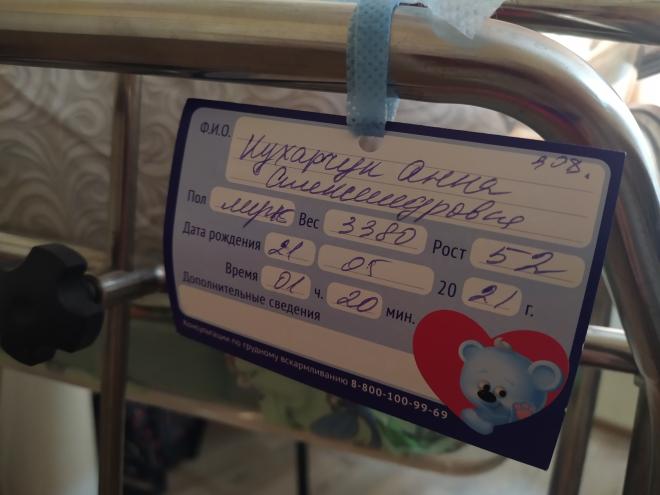 308.
Ф.И.О. Кухарчук Анна
Александровна
Пол муж Вес 3380 Рост 52
Дата рождения 21 05 20 21 г.
Время 01 ч. 20 мин.
Дополнительные сведения
Консультации по грудному вскармливанию 8-800-100-99-69